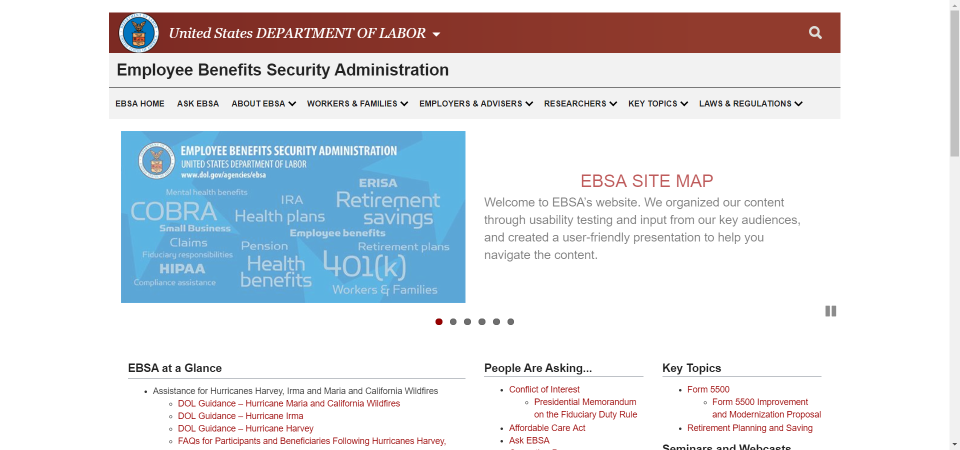 United States DEPARTMENT OF LABOR
Employee Benefits Security Administration
EBSA HOME ASK EBSA ABOUT EBSA WORKERS & FAMILIES EMPLOYERS & ADVISERS RESEARCHERS KEY TOPICS LAWS & REGULATIONS
EMPLOYEE BENEFITS SECURITY ADMINISTRATION
UNITED STATES DEPARTMENT OF LABOR
www.dol.gov/agencies/ebsa
Mental health benefits
ERISA
COBRA
IRA
Retirement
savings
Health plans
Small Business
Employee benefits
Claims
Pension
Retirement plans
Fiduciary responsibilities
HIPAA
Health
benefits
401(k)
Compliance assistance
Workers & Families
EBSA SITE MAP
Welcome to EBSA's website. We organized our content
through usability testing and input from our key audiences,
and created a user-friendly presentation to help you
navigate the content.
EBSA at a Glance
Assistance for Hurricanes Harvey, Irma and Maria and California Wildfires
DOL Guidance – Hurricane Maria and California Wildfires
DOL Guidance – Hurricane Irma
DOL Guidance – Hurricane Harvey
FAQs for Participants and Beneficiaries Following Hurricanes Harvey,
People Are Asking...
Conflict of Interest
Presidential Memorandum
on the Fiduciary Duty Rule
Affordable Care Act
Ask EBSA
Key Topics
Form 5500
Form 5500 Improvement
and Modernization Proposal
Retirement Planning and Saving
Seminars and Webcasts